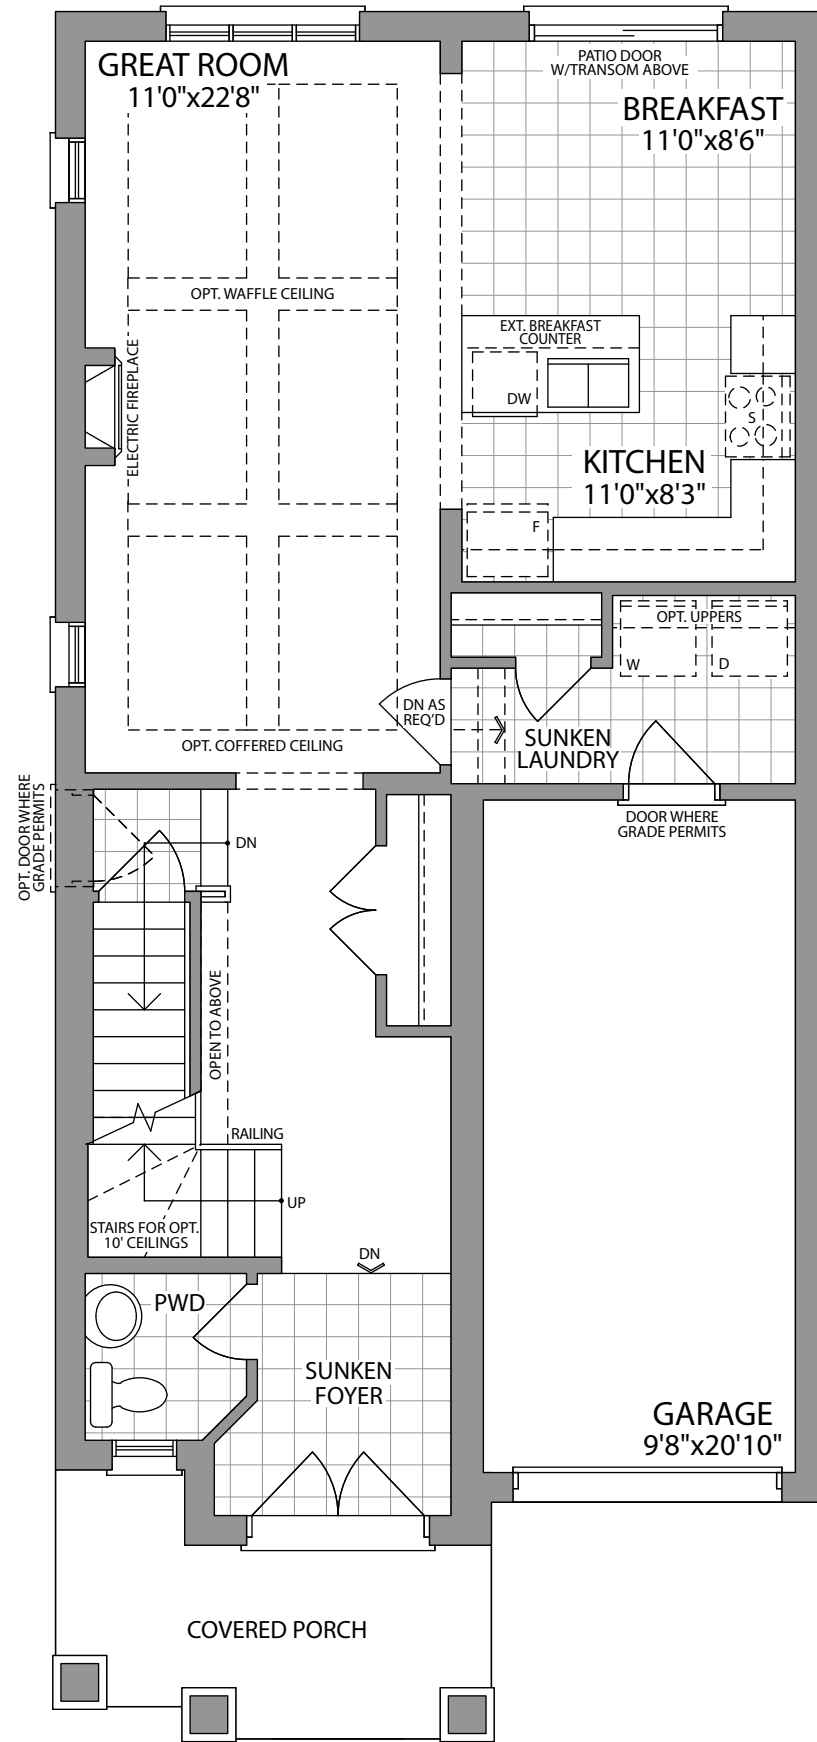 GREAT ROOM
11'0"x22'8"
PATIO DOOR
W/TRANSOM ABOVE
BREAKFAST
11'0"x8'6"
OPT. WAFFLE CEILING
EXT. BREAKFAST
COUNTER
DW
ELECTRIC FIREPLACE
S
KITCHEN
11'0"x8'3"
F
OPT. UPPERS
W
D
DN AS
REQ'D
SUNKEN
LAUNDRY
OPT. COFFERED CEILING
OPT. DOOR WHERE
GRADE PERMITS
DN
DOOR WHERE
GRADE PERMITS
OPEN TO ABOVE
RAILING
UP
STAIRS FOR OPT.
10' CEILINGS
DN
PWD
SUNKEN
FOYER
GARAGE
9'8"x20'10"
COVERED PORCH